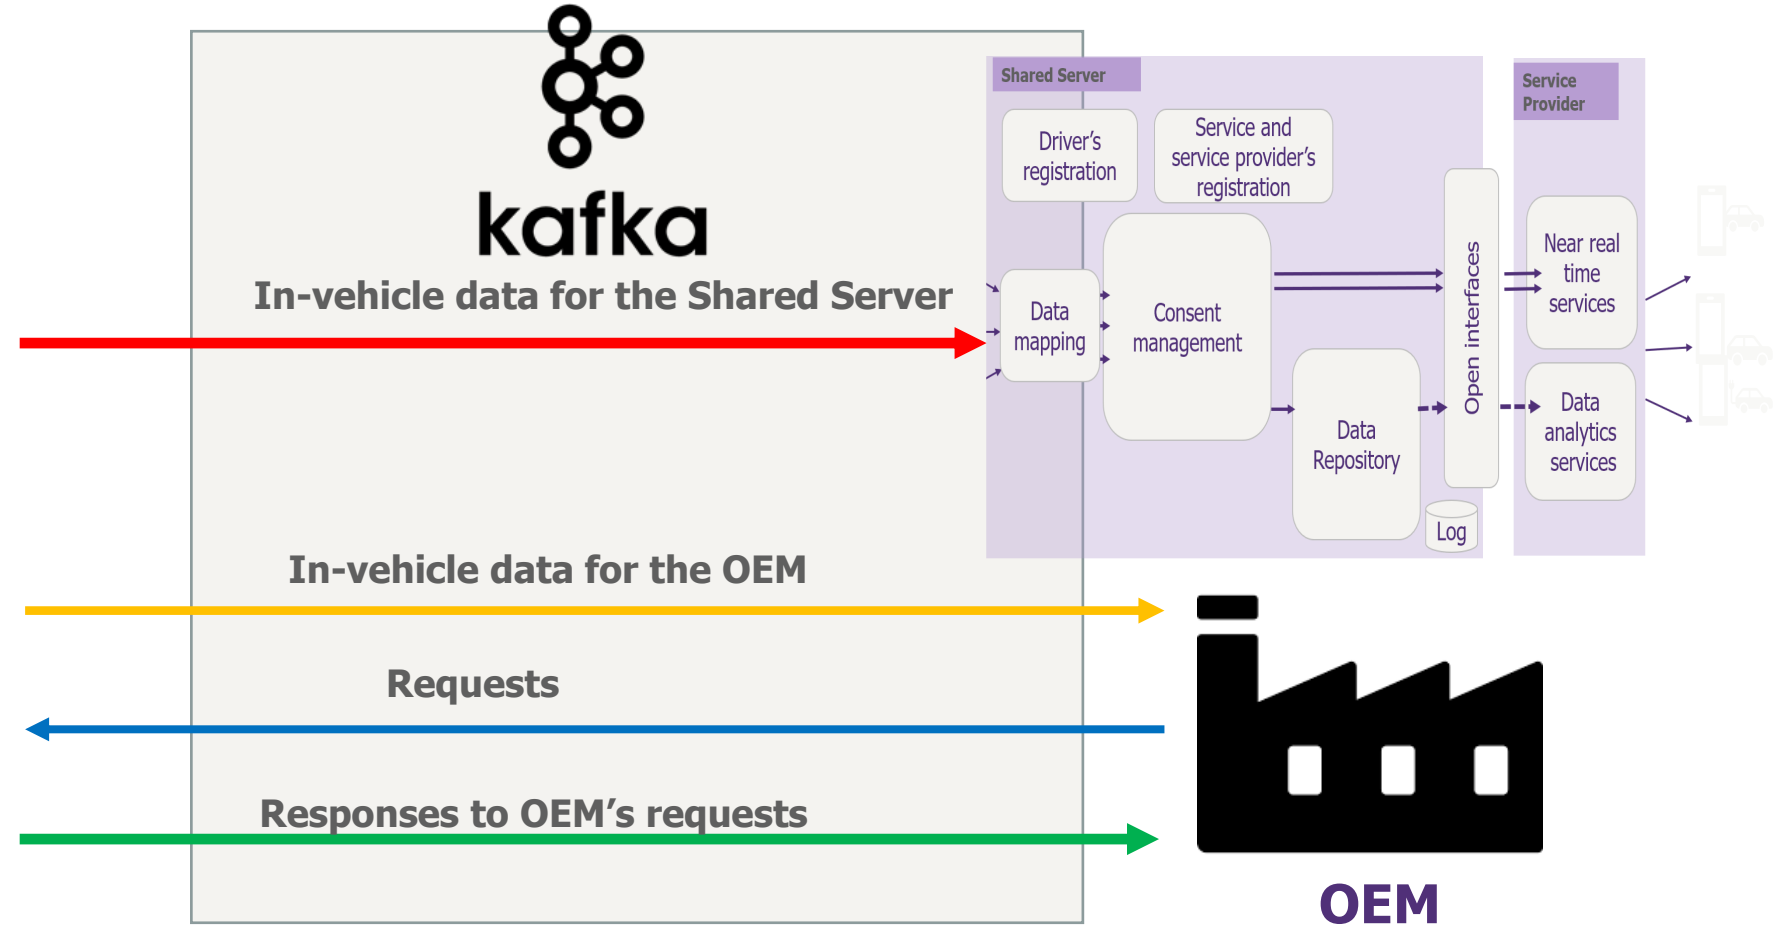 kafka
In-vehicle data for the Shared Server
In-vehicle data for the OEM
Requests
Responses to OEM’s requests
Shared Server
Driver’s
registration
Service and
service provider’s
registration
Data
mapping
Consent
management
Data
Repository
Open interfaces
Log
Service
Provider
Near real
time
services
Data
analytics
services
OEM